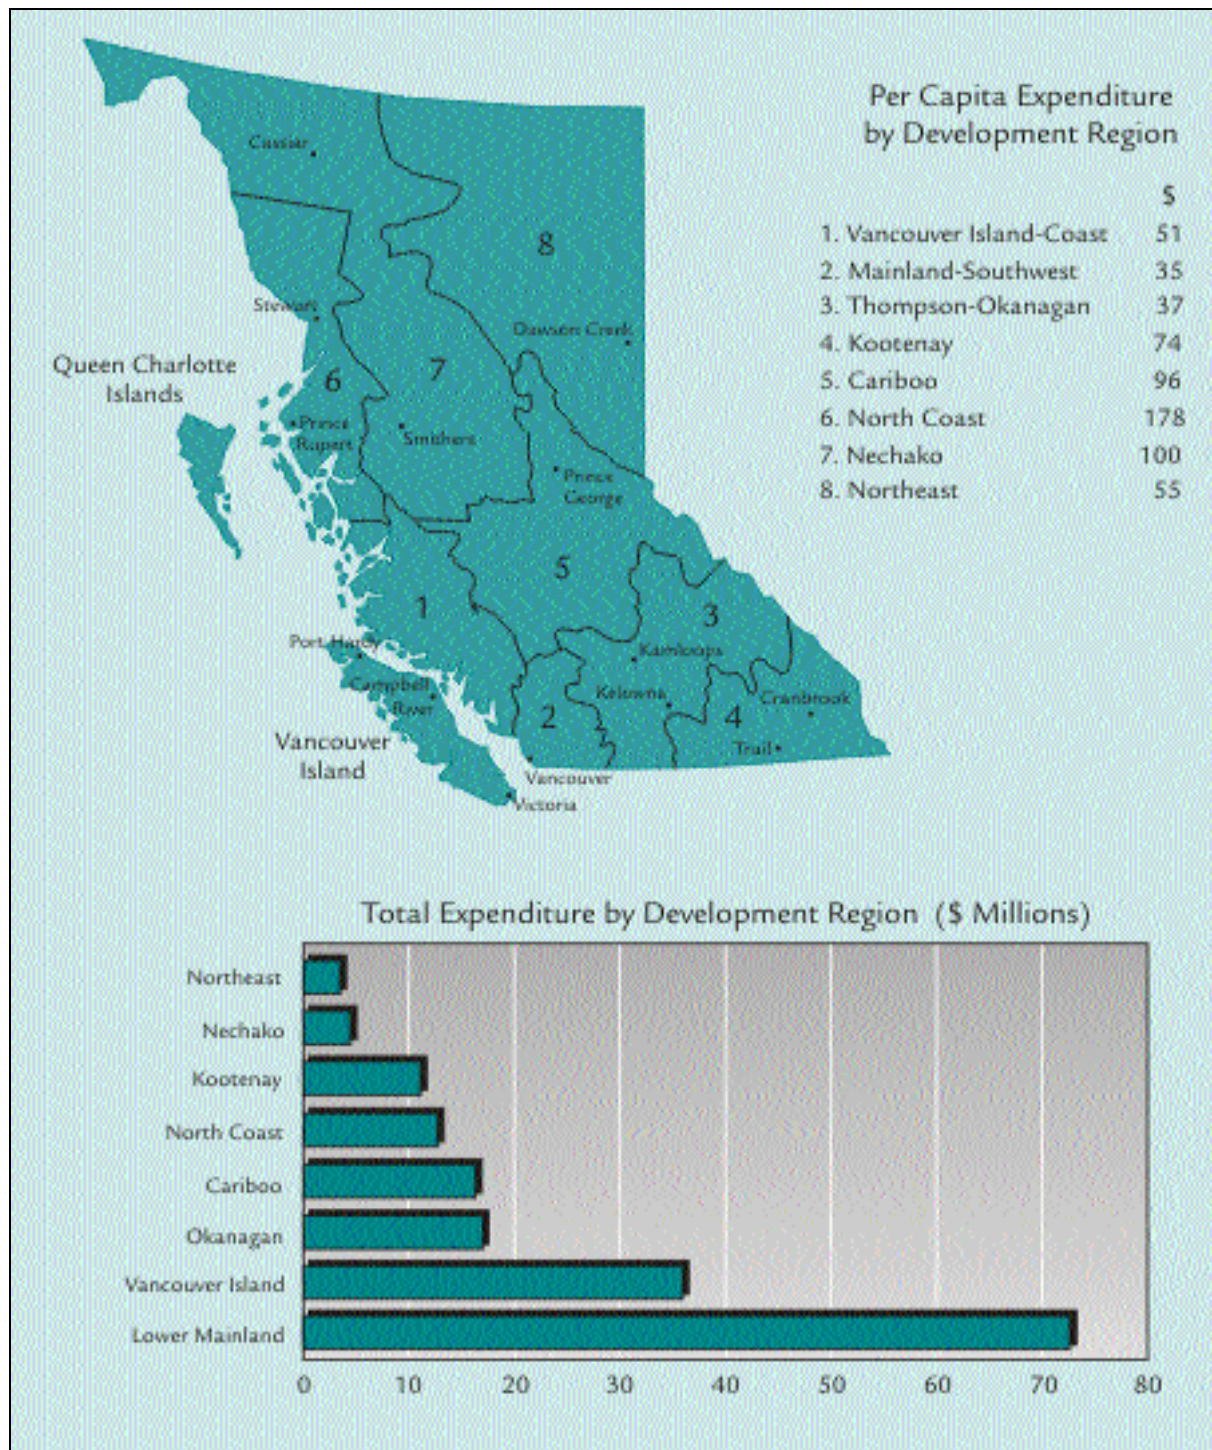 Per Capita Expenditure
by Development Region
$
1. Vancouver Island-Coast 51
2. Mainland-Southwest 35
3. Thompson-Okanagan 37
4. Kootenay 74
5. Cariboo 96
6. North Coast 178
7. Nechako 100
8. Northeast 55
Cassiar
8
Stewart
Dawson Creek
Queen Charlotte
Islands
6
7
Prince
Rupert
Smithers
Prince
George
5
1
3
Port Hardy
Kamloops
Campbell
River
Kelowna
Cranbrook
2
4
Trail
Vancouver
Island
Vancouver
Victoria
Total Expenditure by Development Region ($ Millions)
Northeast
Nechako
Kootenay
North Coast
Cariboo
Okanagan
Vancouver Island
Lower Mainland
0 10 20 30 40 50 60 70 80